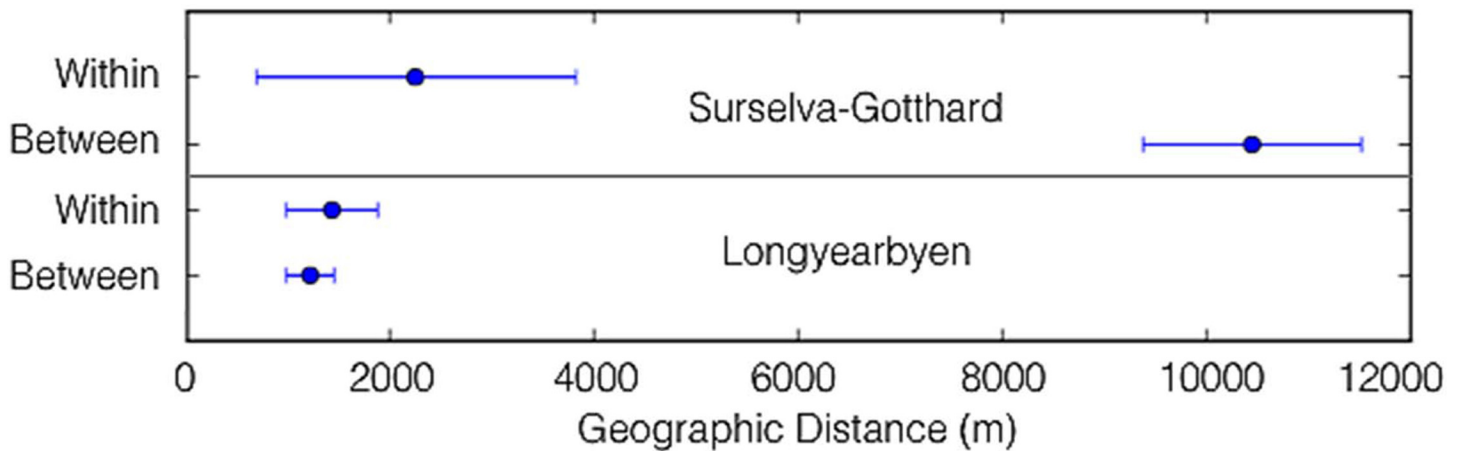 Within
Surselva-Gotthard
Between
Within
Longyearbyen
Between
0 2000 4000 6000 8000 10000 12000
Geographic Distance (m)